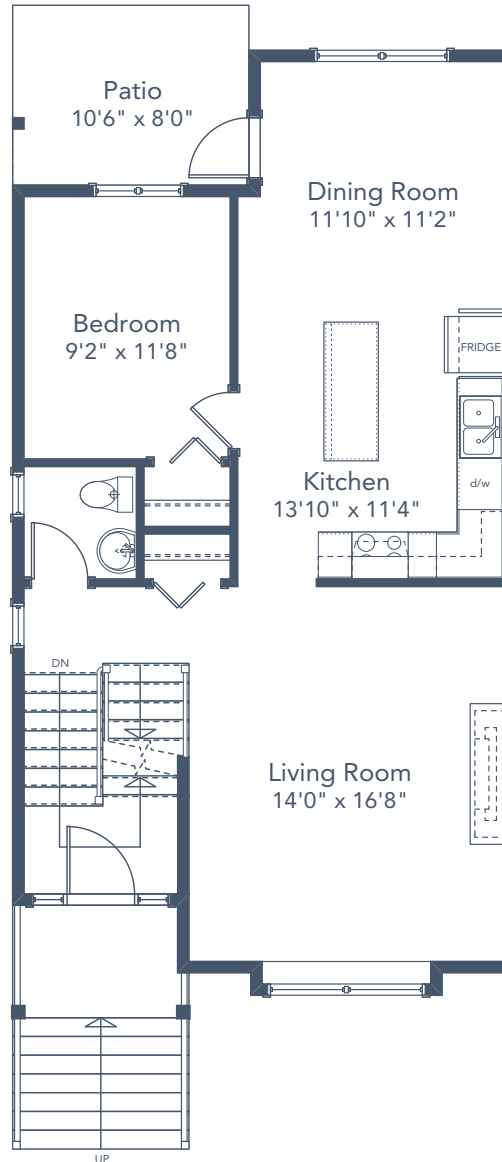 Patio
10'6" x 8'0"
Dining Room
11'10" x 11'2"
Bedroom
9'2" x 11'8"
FRIDGE
d/w
Kitchen
13'10" x 11'4"
DN
Living Room
14'0" x 16'8"
UP